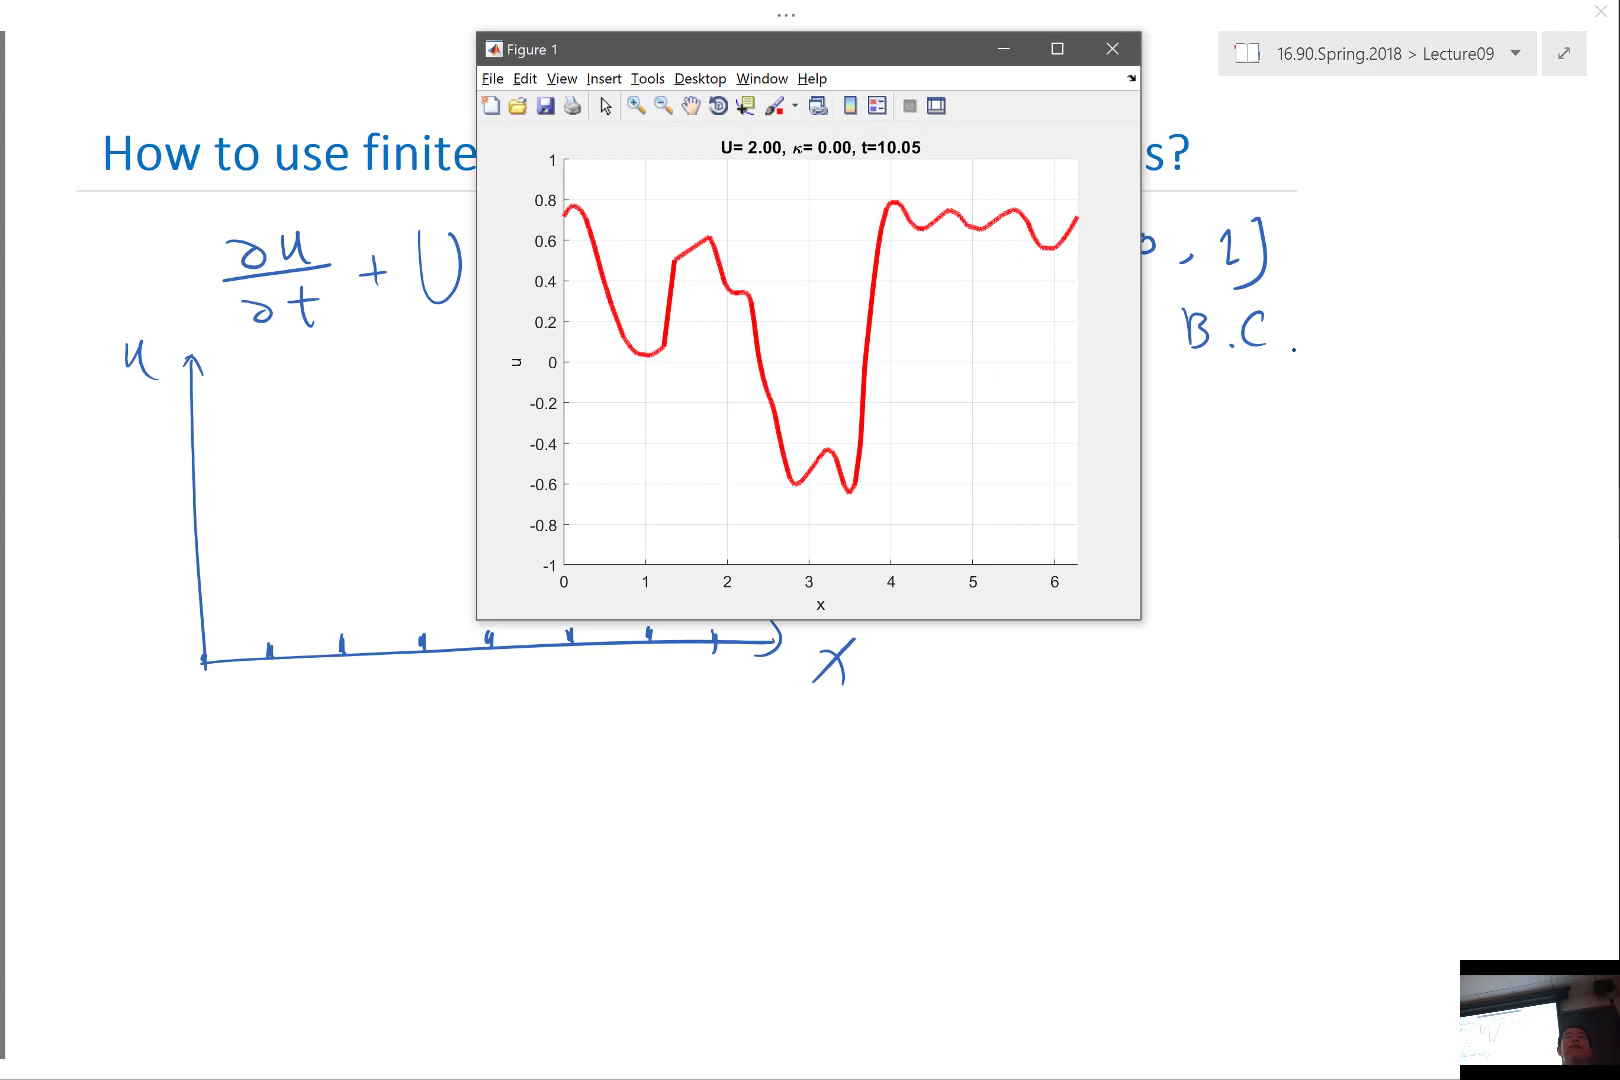 ...
16.90.Spring.2018 > Lecture09
Figure 1
File Edit View Insert Tools Desktop Window Help
How to use finite
s?
U= 2.00, κ= 0.00, t=10.05
1
0.8
0.6
0.4
0.2
0
-0.2
-0.4
-0.6
-0.8
-1
u
0 1 2 3 4 5 6
x
∂u/∂t + U
0, 1]
B.C.
u
x